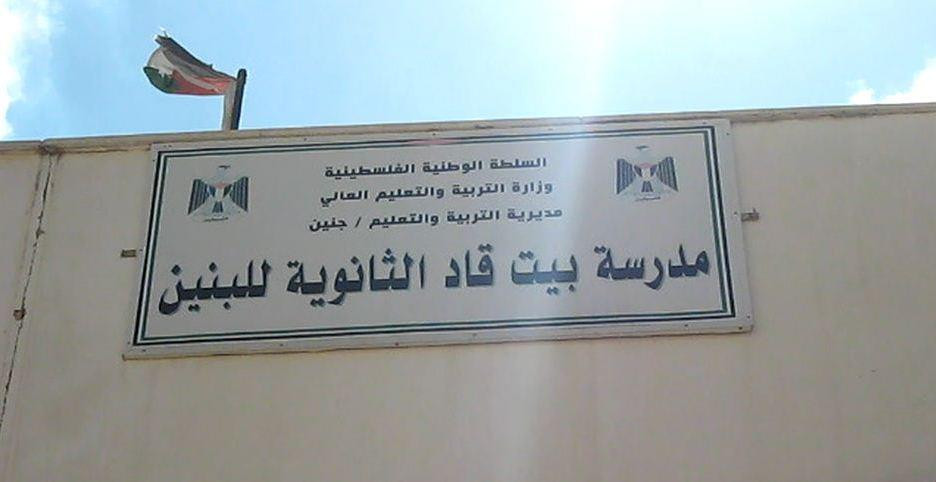 السلطة الوطنية الفلسطينية
وزارة التربية والتعليم العالي
مديرية التربية والتعليم / جنين
مدرسة بيت قاد الثانوية للبنين